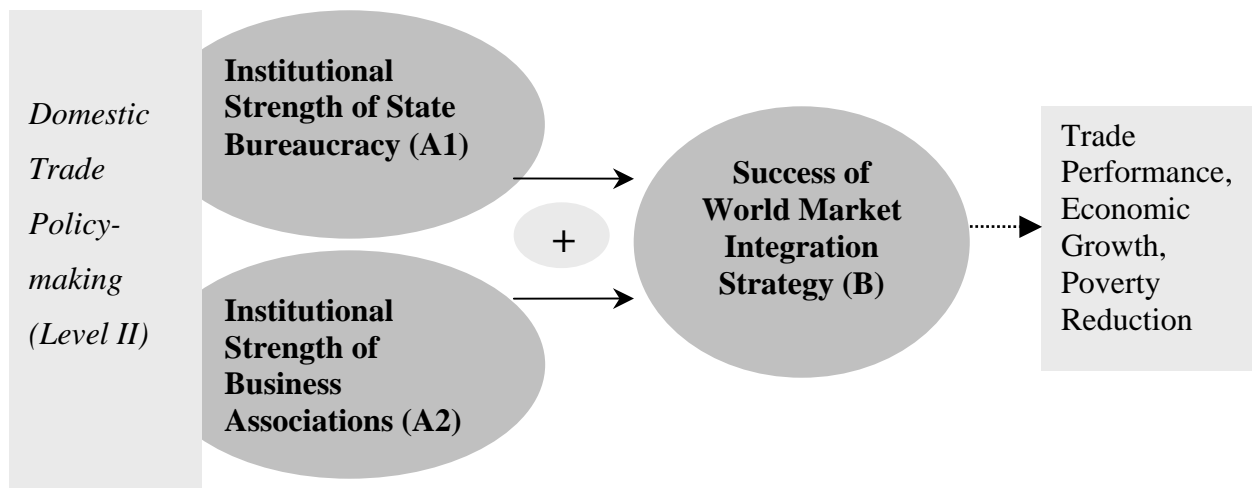 Domestic
Trade
Policy-
making
(Level II)
Institutional
Strength of State
Bureaucracy (A1)
Institutional
Strength of
Business
Associations (A2)
+
Success of
World Market
Integration
Strategy (B)
Trade
Performance,
Economic
Growth,
Poverty
Reduction